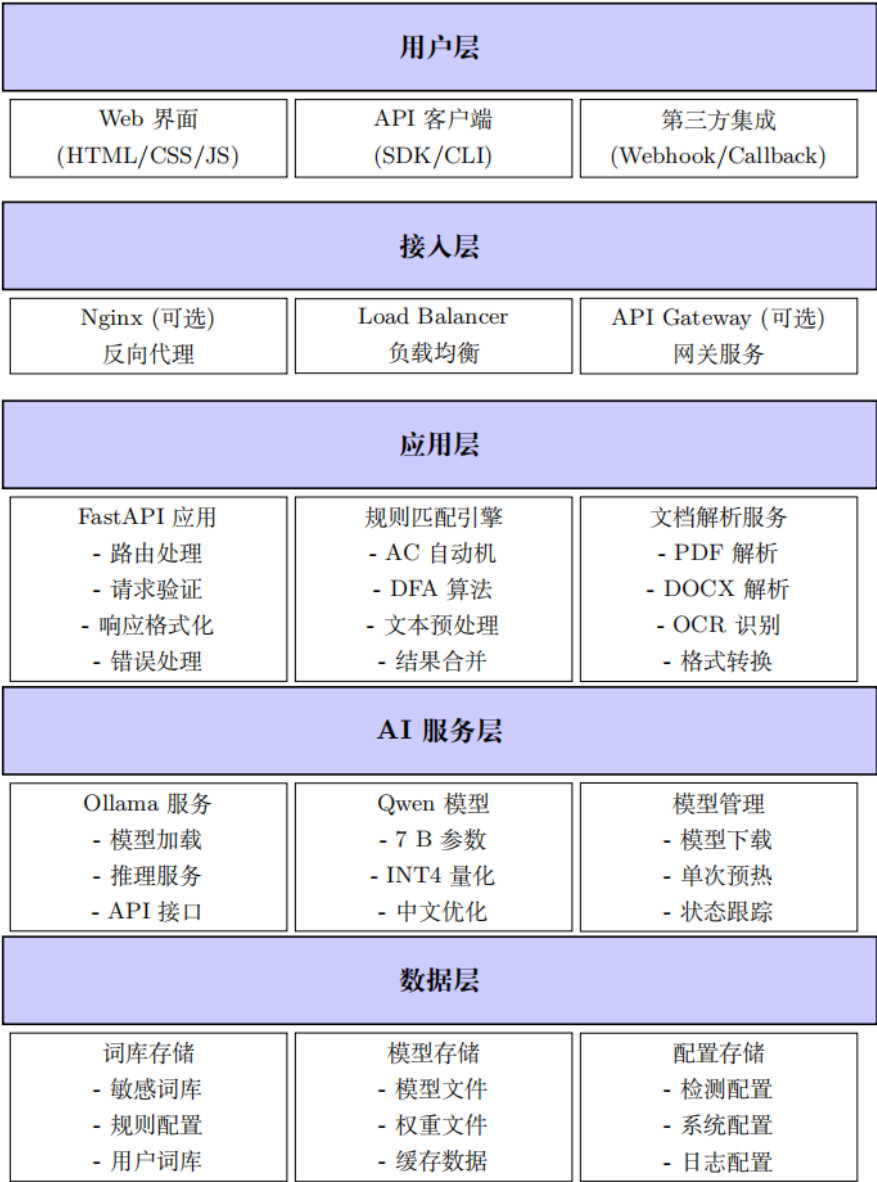 用户层
Web 界面
(HTML/CSS/JS)
API 客户端
(SDK/CLI)
第三方集成
(Webhook/Callback)
接入层
Nginx (可选)
反向代理
Load Balancer
负载均衡
API Gateway (可选)
网关服务
应用层
FastAPI 应用
- 路由处理
- 请求验证
- 响应格式化
- 错误处理
规则匹配引擎
- AC 自动机
- DFA 算法
- 文本预处理
- 结果合并
文档解析服务
- PDF 解析
- DOCX 解析
- OCR 识别
- 格式转换
AI 服务层
Ollama 服务
- 模型加载
- 推理服务
- API 接口
Qwen 模型
- 7 B 参数
- INT4 量化
- 中文优化
模型管理
- 模型下载
- 单次预热
- 状态跟踪
数据层
词库存储
- 敏感词库
- 规则配置
- 用户词库
模型存储
- 模型文件
- 权重文件
- 缓存数据
配置存储
- 检测配置
- 系统配置
- 日志配置